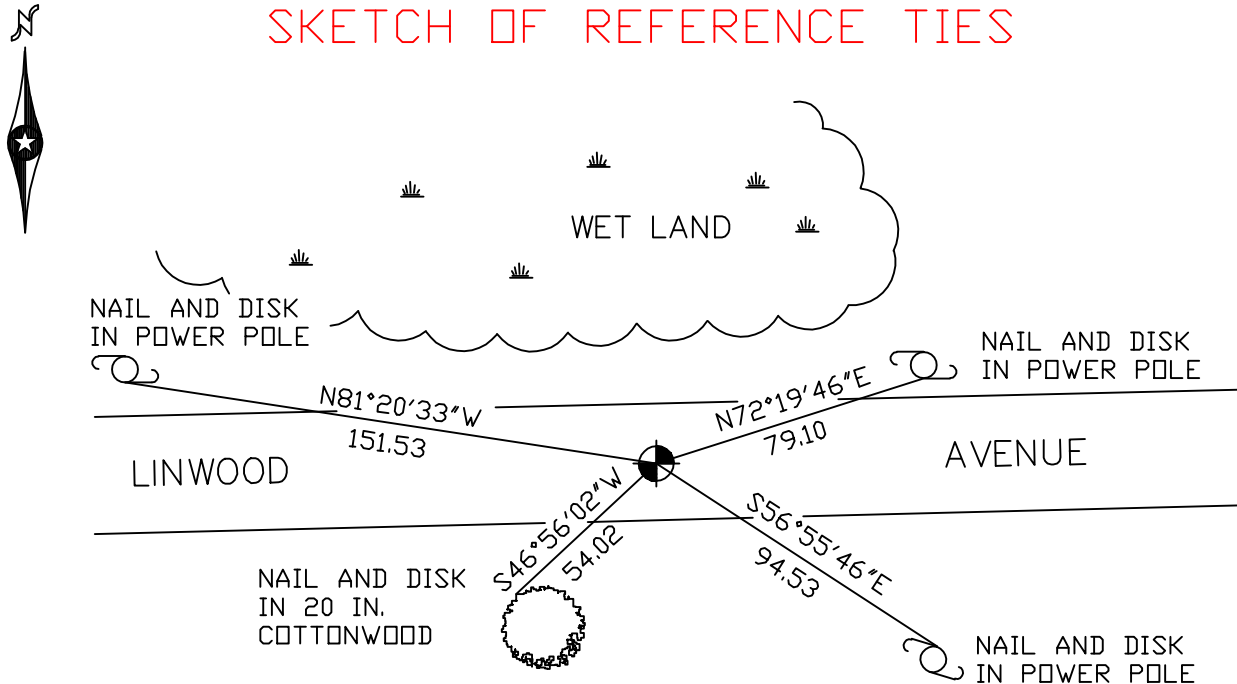 N
SKETCH OF REFERENCE TIES
WET LAND
NAIL AND DISK
IN POWER POLE
NAIL AND DISK
IN POWER POLE
N81°20'33"W
151.53
N72°19'46"E
79.10
LINWOOD
AVENUE
S46°56'02"W
54.02
S56°55'46"E
94.53
NAIL AND DISK
IN 20 IN.
COTTONWOOD
NAIL AND DISK
IN POWER POLE